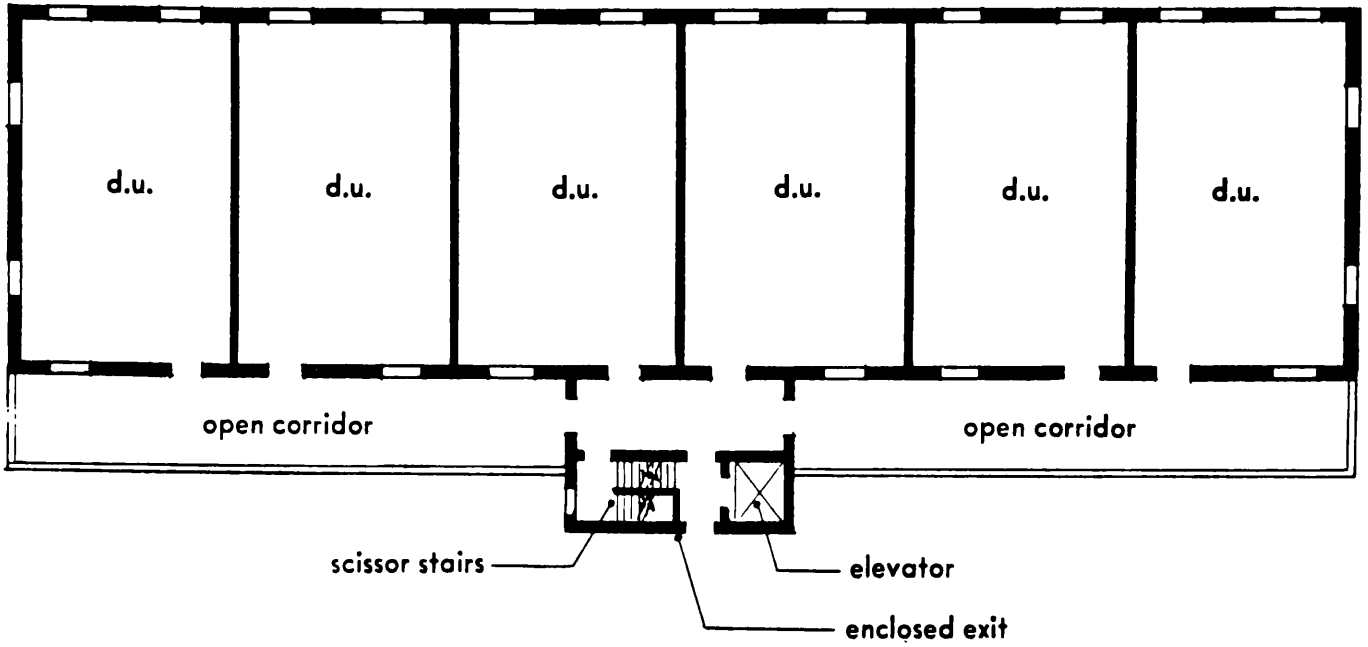 d.u.
d.u.
d.u.
d.u.
d.u.
d.u.
open corridor
open corridor
scissor stairs
elevator
enclosed exit